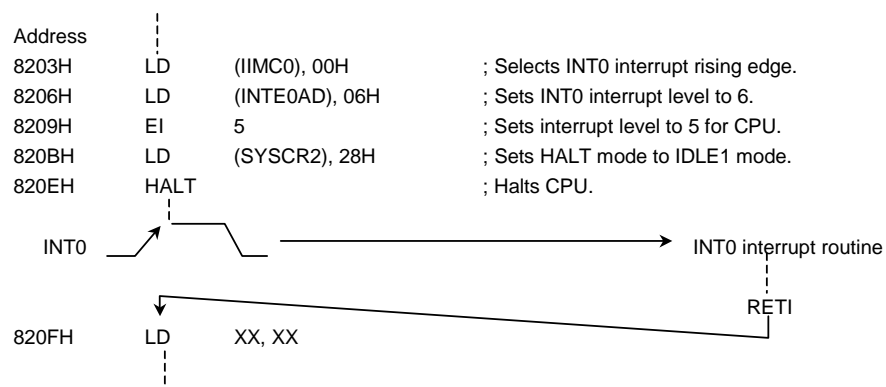 Address
8203H LD (IIMC0), 00H ; Selects INT0 interrupt rising edge.
8206H LD (INTE0AD), 06H ; Sets INT0 interrupt level to 6.
8209H EI 5 ; Sets interrupt level to 5 for CPU.
820BH LD (SYSCR2), 28H ; Sets HALT mode to IDLE1 mode.
820EH HALT ; Halts CPU.
INT0 INT0 interrupt routine
RETI
820FH LD XX, XX